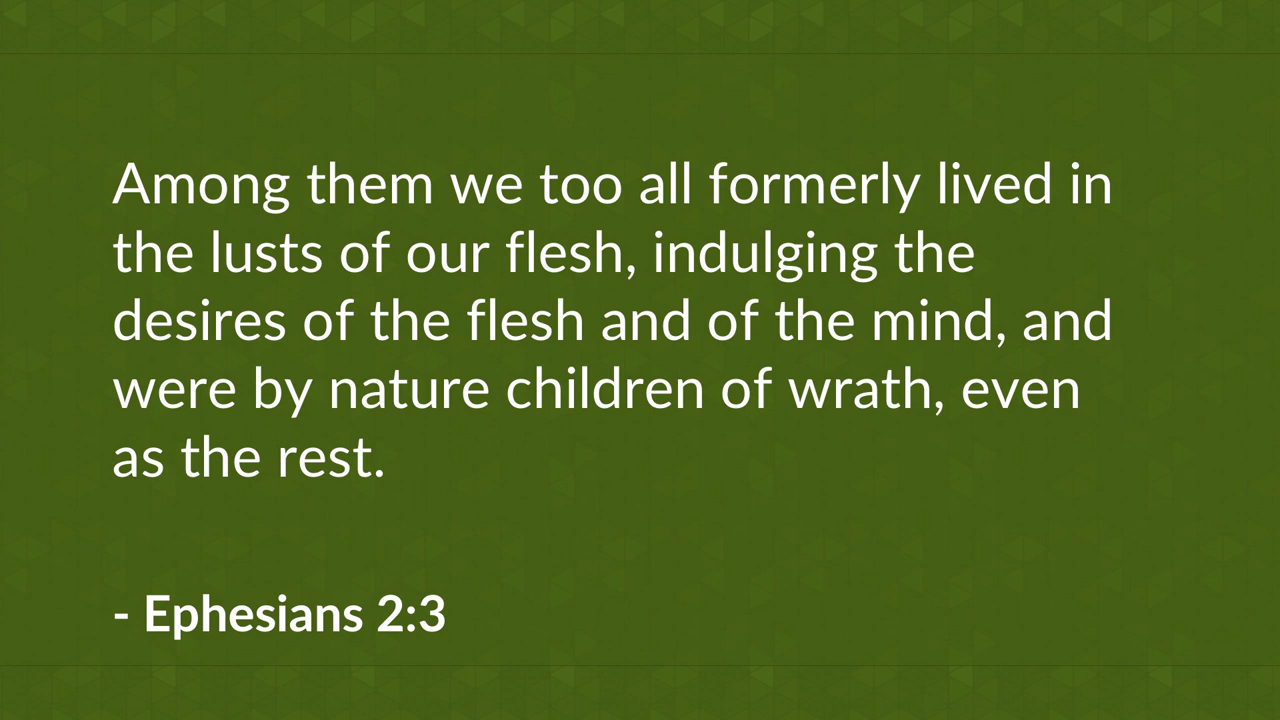 Among them we too all formerly lived in
the lusts of our flesh, indulging the
desires of the flesh and of the mind, and
were by nature children of wrath, even
as the rest.
- Ephesians 2:3